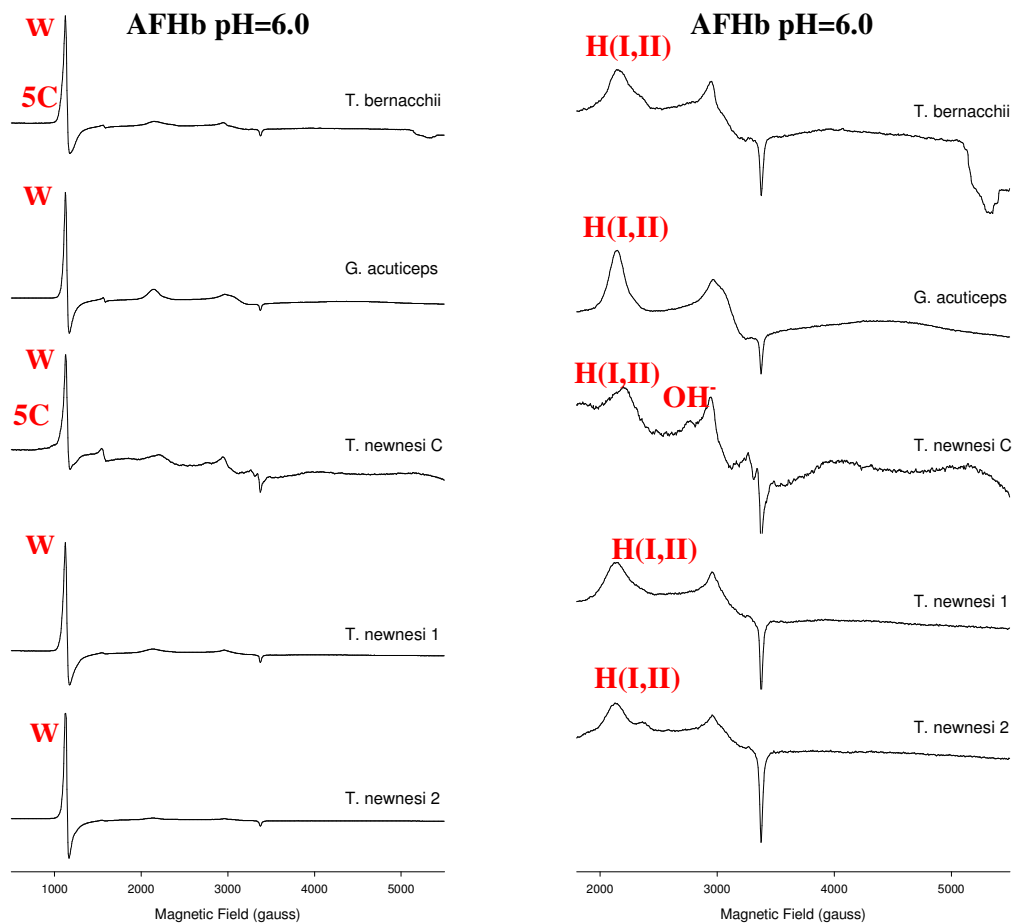 AFHb pH=6.0
W
5C
T. bernacchii
W
G. acuticeps
W
5C
T. newnesi C
W
T. newnesi 1
W
T. newnesi 2
1000 2000 3000 4000 5000
Magnetic Field (gauss)
AFHb pH=6.0
H(I,II)
T. bernacchii
H(I,II)
G. acuticeps
H(I,II)
OH⁻
T. newnesi C
H(I,II)
T. newnesi 1
H(I,II)
T. newnesi 2
2000 3000 4000 5000
Magnetic Field (gauss)